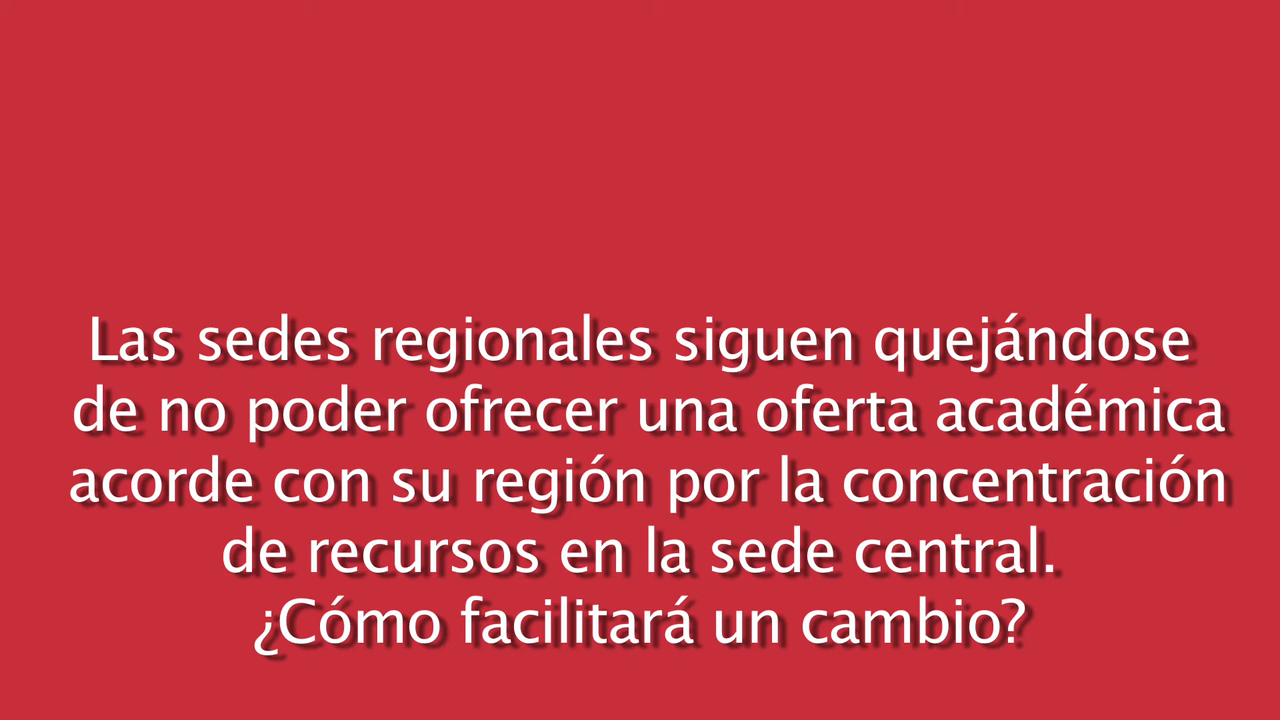 Las sedes regionales siguen quejándose
de no poder ofrecer una oferta académica
acorde con su región por la concentración
de recursos en la sede central.
¿Cómo facilitará un cambio?